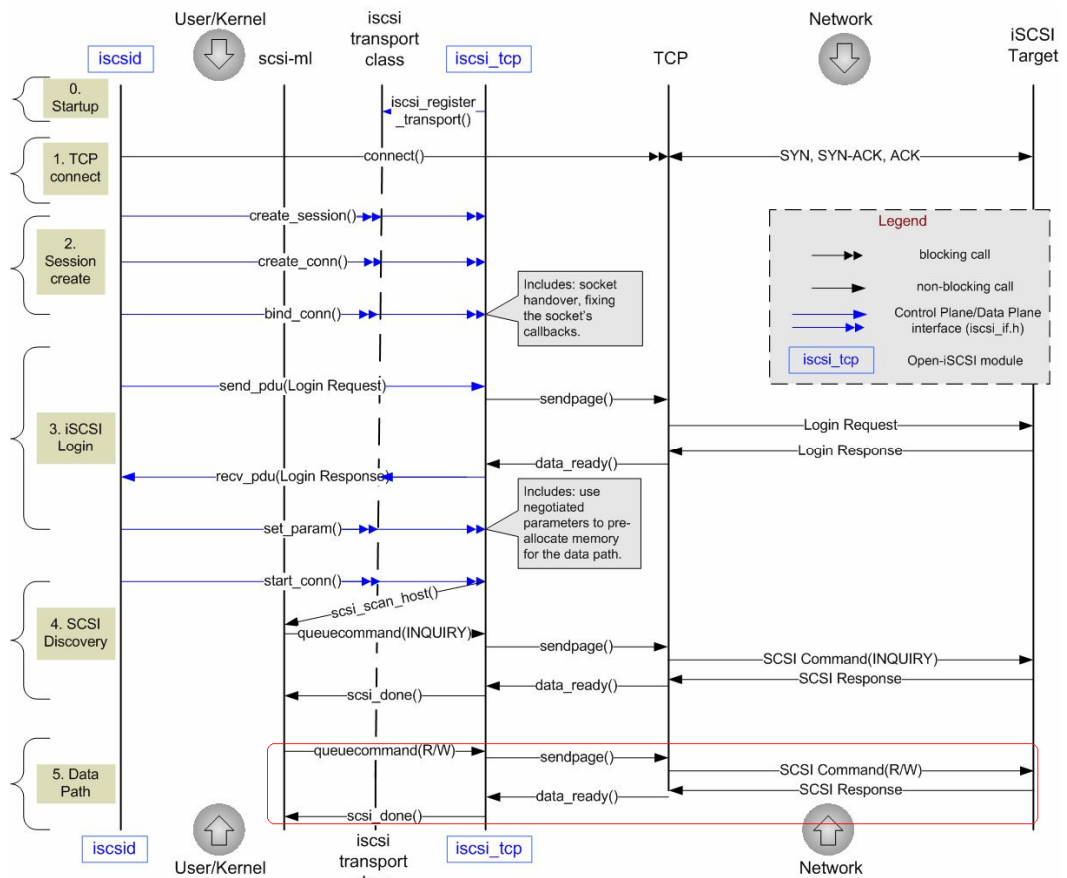 User/Kernel
iscsi
transport
class
Network
iSCSI
Target
iscsid
scsi-ml
iscsi_tcp
TCP
0.
Startup
iscsi_register
_transport()
1. TCP
connect
connect()
SYN, SYN-ACK, ACK
2.
Session
create
create_session()
create_conn()
bind_conn()
Includes: socket
handover, fixing
the socket's
callbacks.
Legend
blocking call
non-blocking call
Control Plane/Data Plane
interface (iscsi_if.h)
iscsi_tcp
Open-iSCSI module
3. iSCSI
Login
send_pdu(Login Request)
sendpage()
Login Request
Login Response
data_ready()
recv_pdu(Login Response)
Includes: use
negotiated
parameters to pre-
allocate memory
for the data path.
set_param()
4. SCSI
Discovery
start_conn()
scsi_scan_host()
queuecommand(INQUIRY)
sendpage()
SCSI Command(INQUIRY)
SCSI Response
data_ready()
scsi_done()
5. Data
Path
queuecommand(R/W)
sendpage()
SCSI Command(R/W)
SCSI Response
data_ready()
scsi_done()
iscsid
User/Kernel
iscsi
transport
iscsi_tcp
Network